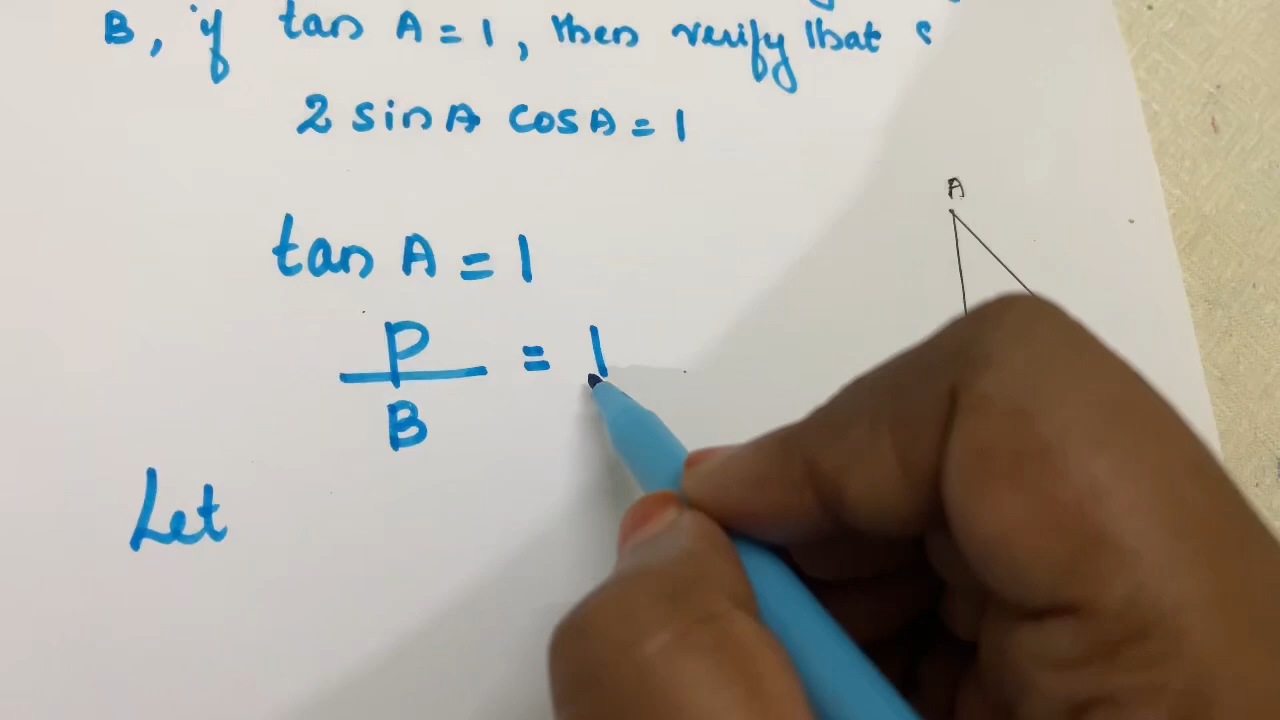 B, if tan A = 1, then verify that
2 sin A cos A = 1
A
tan A = 1
P
= 1
B
Let